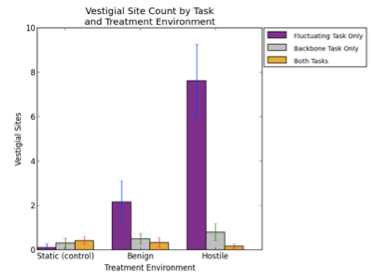 Vestigial Site Count by Task
and Treatment Environment
Fluctuating Task Only
Backbone Task Only
Both Tasks
Vestigial Sites
10
8
6
4
2
0
Static (control) Benign Hostile
Treatment Environment